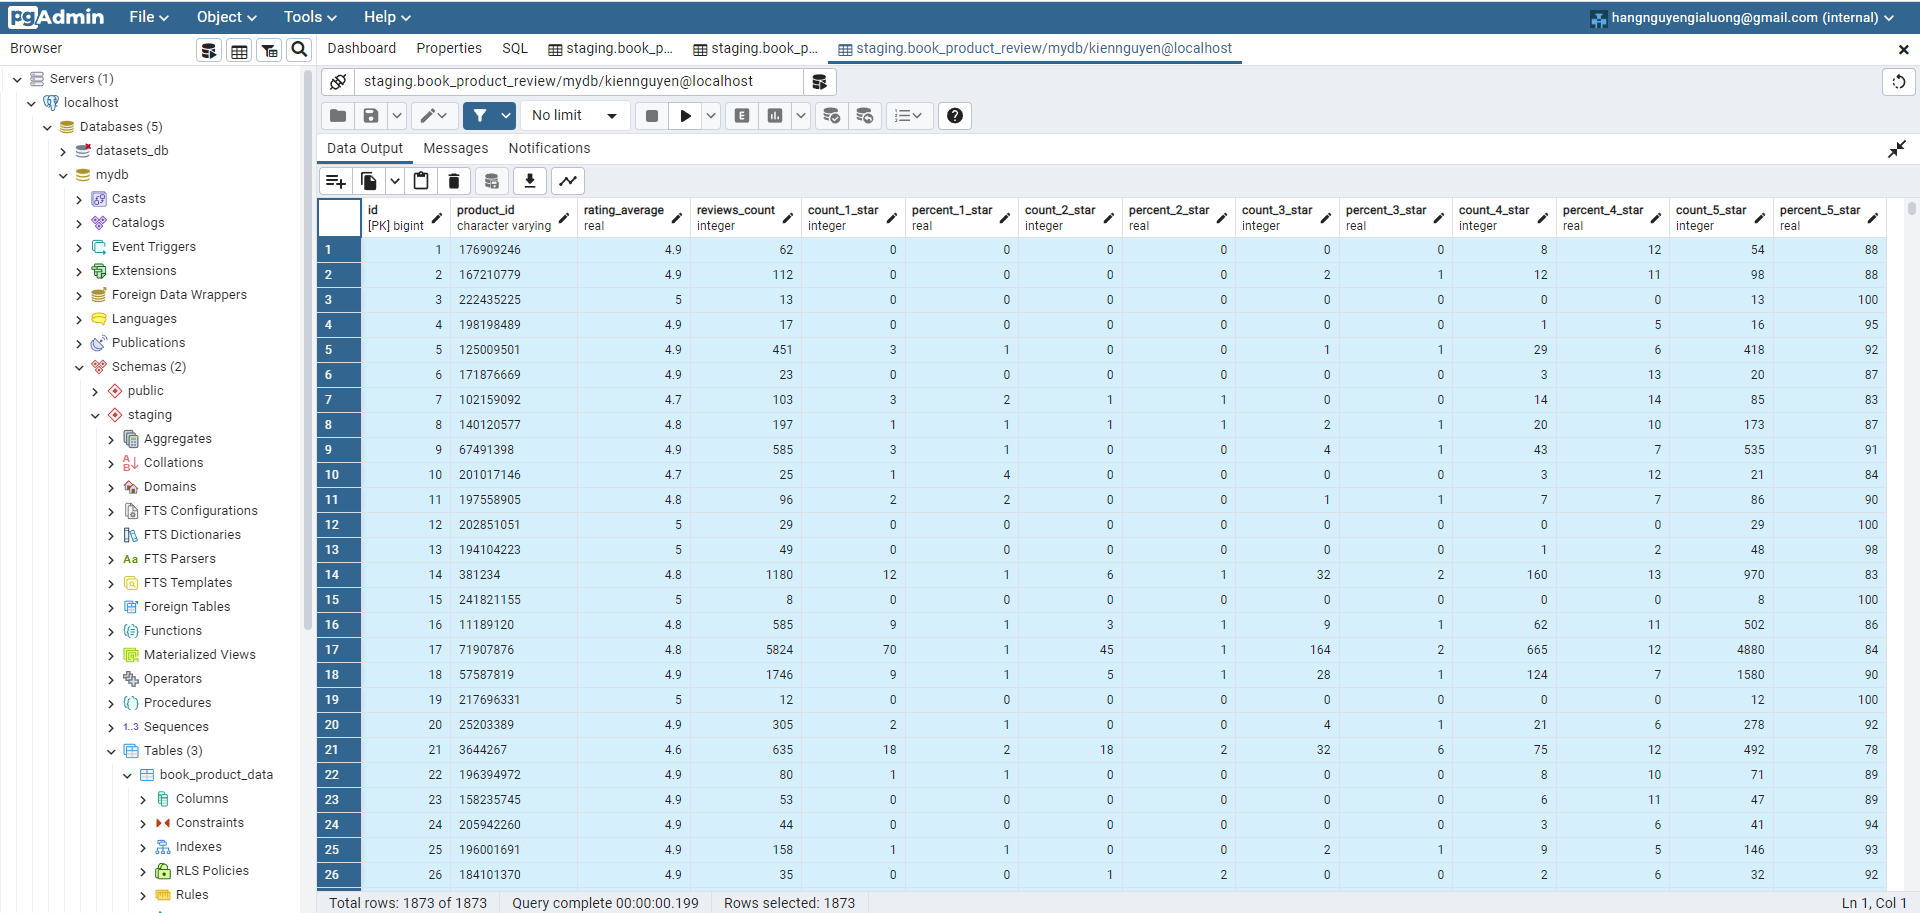 pgAdmin File Object Tools Help hangnguyengialuong@gmail.com (internal)
Browser
Dashboard Properties SQL staging.book_p... staging.book_p... staging.book_product_review/mydb/kiennguyen@localhost
staging.book_product_review/mydb/kiennguyen@localhost
No limit E
Data Output Messages Notifications
Servers (1)
localhost
Databases (5)
datasets_db
mydb
Casts
Catalogs
Event Triggers
Extensions
Foreign Data Wrappers
Languages
Publications
Schemas (2)
public
staging
Aggregates
Collations
Domains
FTS Configurations
FTS Dictionaries
Aa FTS Parsers
FTS Templates
Foreign Tables
Functions
Materialized Views
Operators
Procedures
1..3 Sequences
Tables (3)
book_product_data
Columns
Constraints
Indexes
RLS Policies
Rules
id product_id rating_average reviews_count count_1_star percent_1_star count_2_star percent_2_star count_3_star percent_3_star count_4_star percent_4_star count_5_star percent_5_star
[PK] bigint character varying real integer integer real integer real integer real integer real integer real
1 1 176909246 4.9 62 0 0 0 0 0 0 8 12 54 88
2 2 167210779 4.9 112 0 0 0 0 2 1 12 11 98 88
3 3 222435225 5 13 0 0 0 0 0 0 0 0 13 100
4 4 198198489 4.9 17 0 0 0 0 0 0 1 5 16 95
5 5 125009501 4.9 451 3 1 0 0 1 1 29 6 418 92
6 6 171876669 4.9 23 0 0 0 0 0 0 3 13 20 87
7 7 102159092 4.7 103 3 2 1 1 0 0 14 14 85 83
8 8 140120577 4.8 197 1 1 1 1 2 1 20 10 173 87
9 9 67491398 4.9 585 3 1 0 0 4 1 43 7 535 91
10 10 201017146 4.7 25 1 4 0 0 0 0 3 12 21 84
11 11 197558905 4.8 96 2 2 0 0 1 1 7 7 86 90
12 12 202851051 5 29 0 0 0 0 0 0 0 0 29 100
13 13 194104223 5 49 0 0 0 0 0 0 1 2 48 98
14 14 381234 4.8 1180 12 1 6 1 32 2 160 13 970 83
15 15 241821155 5 8 0 0 0 0 0 0 0 0 8 100
16 16 11189120 4.8 585 9 1 3 1 9 1 62 11 502 86
17 17 71907876 4.8 5824 70 1 45 1 164 2 665 12 4880 84
18 18 57587819 4.9 1746 9 1 5 1 28 1 124 7 1580 90
19 19 217696331 5 12 0 0 0 0 0 0 0 0 12 100
20 20 25203389 4.9 305 2 1 0 0 4 1 21 6 278 92
21 21 3644267 4.6 635 18 2 18 2 32 6 75 12 492 78
22 22 196394972 4.9 80 1 1 0 0 0 0 8 10 71 89
23 23 158235745 4.9 53 0 0 0 0 0 0 6 11 47 89
24 24 205942260 4.9 44 0 0 0 0 0 0 3 6 41 94
25 25 196001691 4.9 158 1 1 0 0 2 1 9 5 146 93
26 26 184101370 4.9 35 0 0 1 2 0 0 2 6 32 92
Total rows: 1873 of 1873 Query complete 00:00:00.199 Rows selected: 1873 Ln 1, Col 1